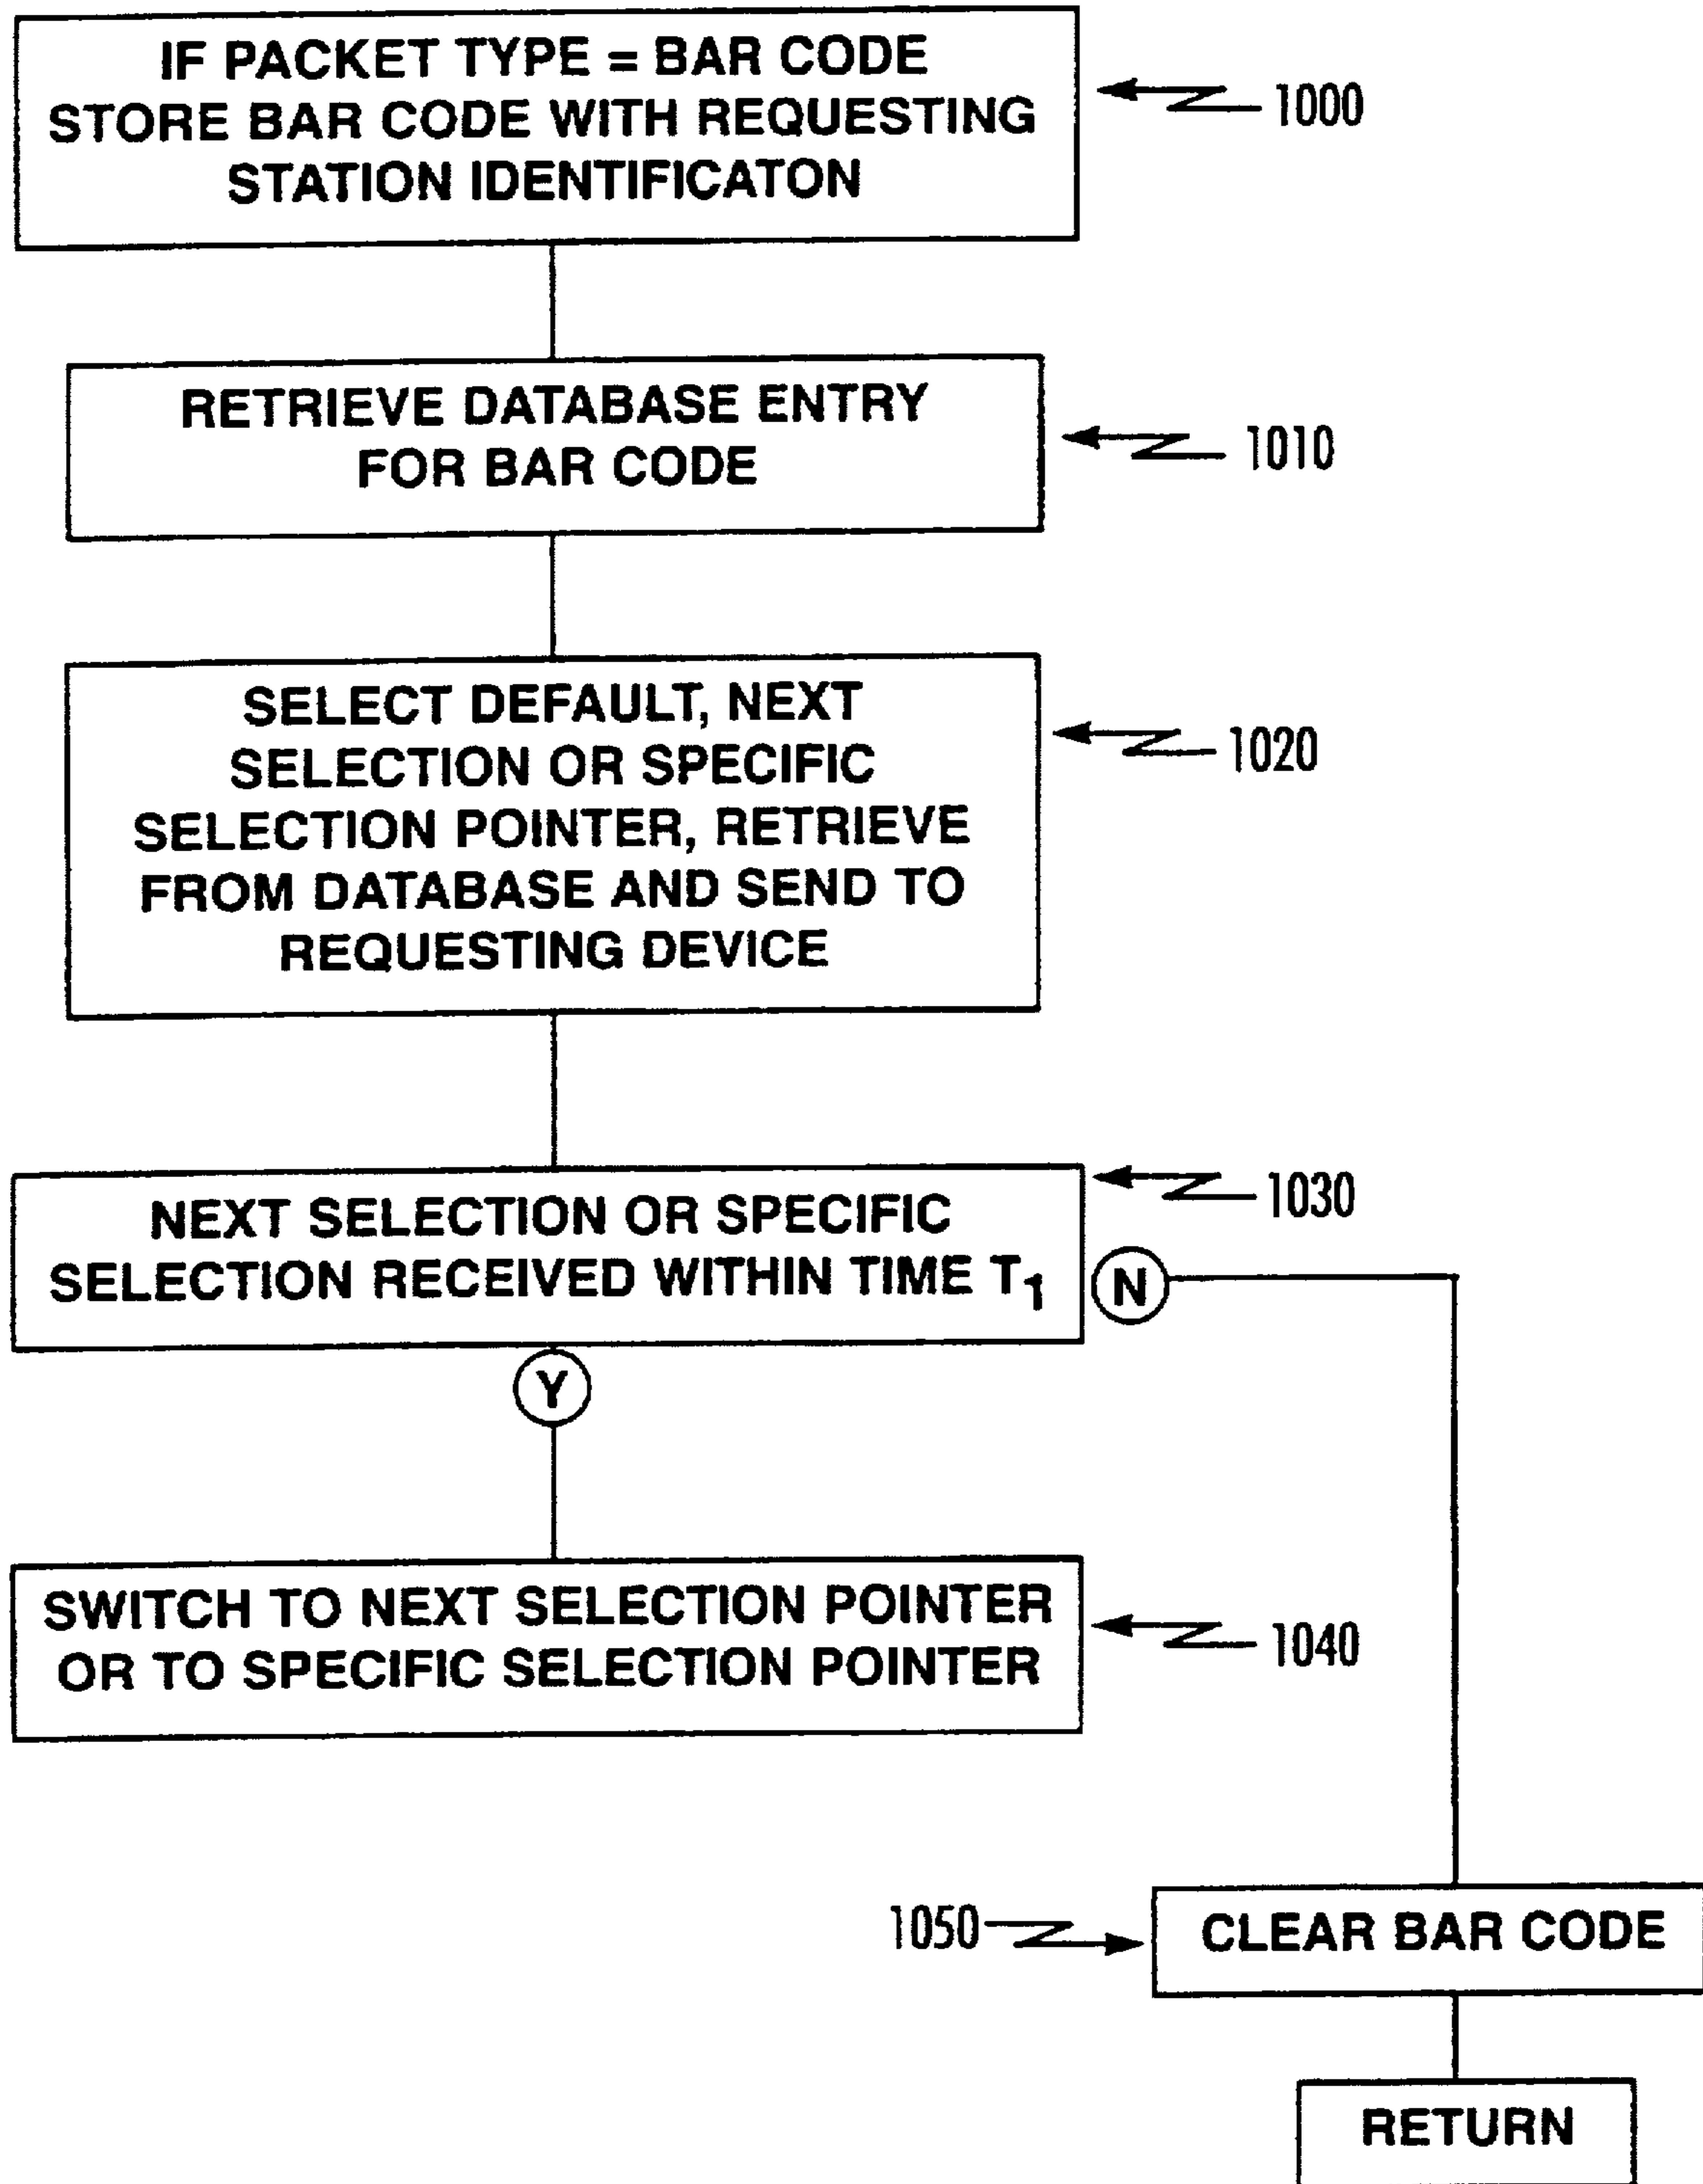 IF PACKET TYPE = BAR CODE
STORE BAR CODE WITH REQUESTING
STATION IDENTIFICATON
1000
RETRIEVE DATABASE ENTRY
FOR BAR CODE
1010
SELECT DEFAULT, NEXT
SELECTION OR SPECIFIC
SELECTION POINTER, RETRIEVE
FROM DATABASE AND SEND TO
REQUESTING DEVICE
1020
NEXT SELECTION OR SPECIFIC
SELECTION RECEIVED WITHIN TIME T1
1030
N
Y
SWITCH TO NEXT SELECTION POINTER
OR TO SPECIFIC SELECTION POINTER
1040
1050
CLEAR BAR CODE
RETURN